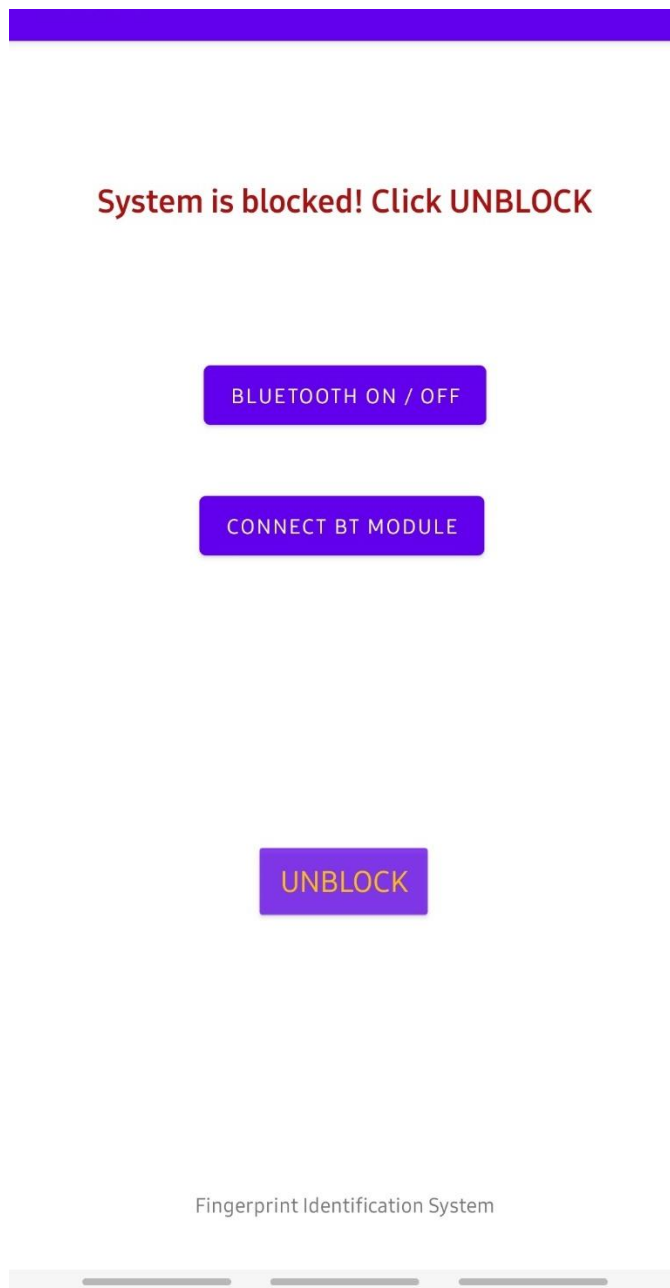 System is blocked! Click UNBLOCK
BLUETOOTH ON / OFF
CONNECT BT MODULE
UNBLOCK
Fingerprint Identification System